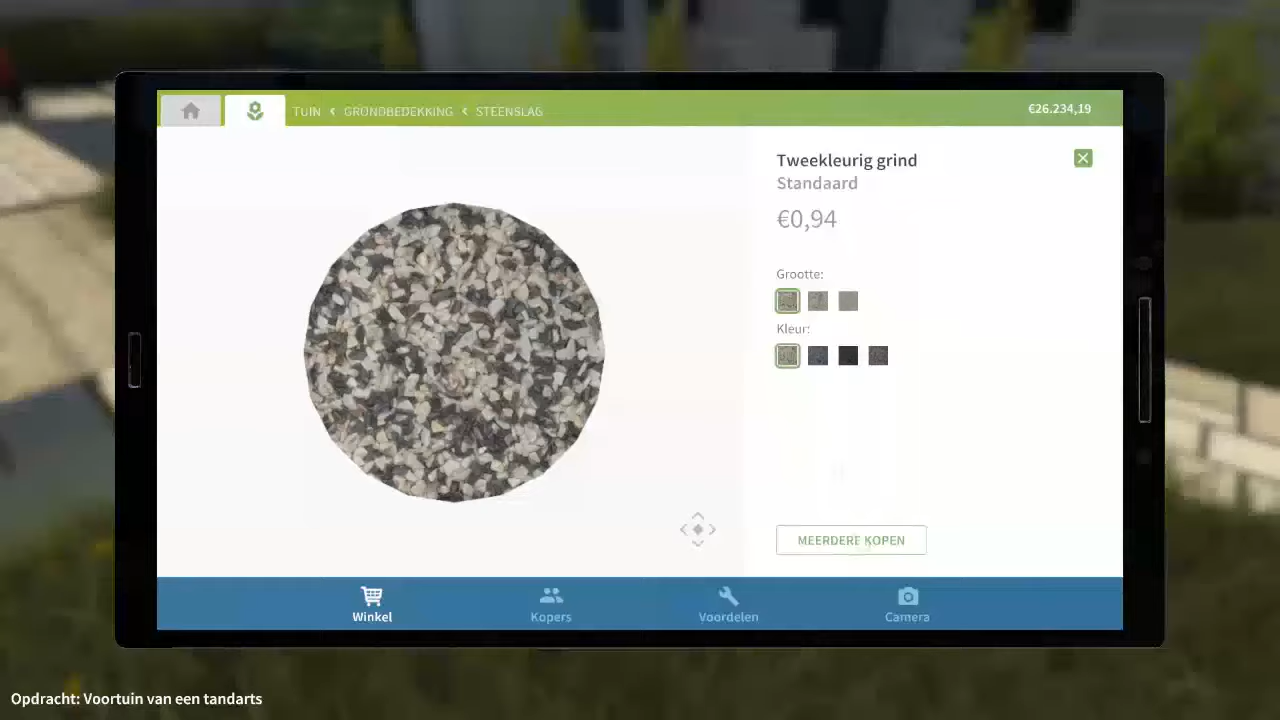 TUIN < GRONDBEDEKKING < STEENSLAG
€26.234,19
Tweekleurig grind
Standaard
€0,94
Grootte:
Kleur:
MEERDERE KOPEN
Winkel
Kopers
Voordelen
Camera
Opdracht: Voortuin van een tandarts